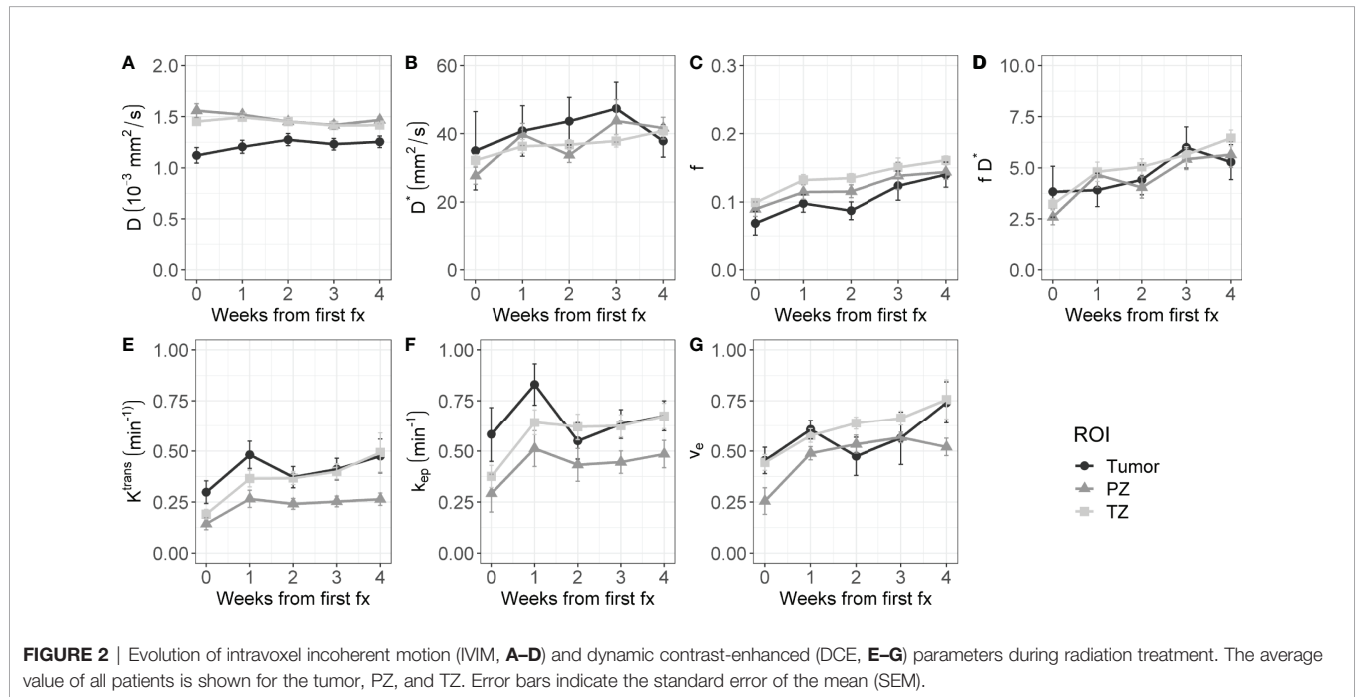 A
D (10⁻³ mm²/s)
2.0
1.5
1.0
0.5
0.0
0 1 2 3 4
Weeks from first fx
B
D* (mm²/s)
60
40
20
0
0 1 2 3 4
Weeks from first fx
C
f
0.3
0.2
0.1
0.0
0 1 2 3 4
Weeks from first fx
D
f D*
10.0
7.5
5.0
2.5
0.0
0 1 2 3 4
Weeks from first fx
E
Kᵗʳᵃⁿˢ (min⁻¹⁾)
1.00
0.75
0.50
0.25
0.00
0 1 2 3 4
Weeks from first fx
F
kₑₚ (min⁻¹)
1.00
0.75
0.50
0.25
0.00
0 1 2 3 4
Weeks from first fx
G
vₑ
1.00
0.75
0.50
0.25
0.00
0 1 2 3 4
Weeks from first fx
ROI
Tumor
PZ
TZ
FIGURE 2 | Evolution of intravoxel incoherent motion (IVIM, A–D) and dynamic contrast-enhanced (DCE, E–G) parameters during radiation treatment. The average
value of all patients is shown for the tumor, PZ, and TZ. Error bars indicate the standard error of the mean (SEM).